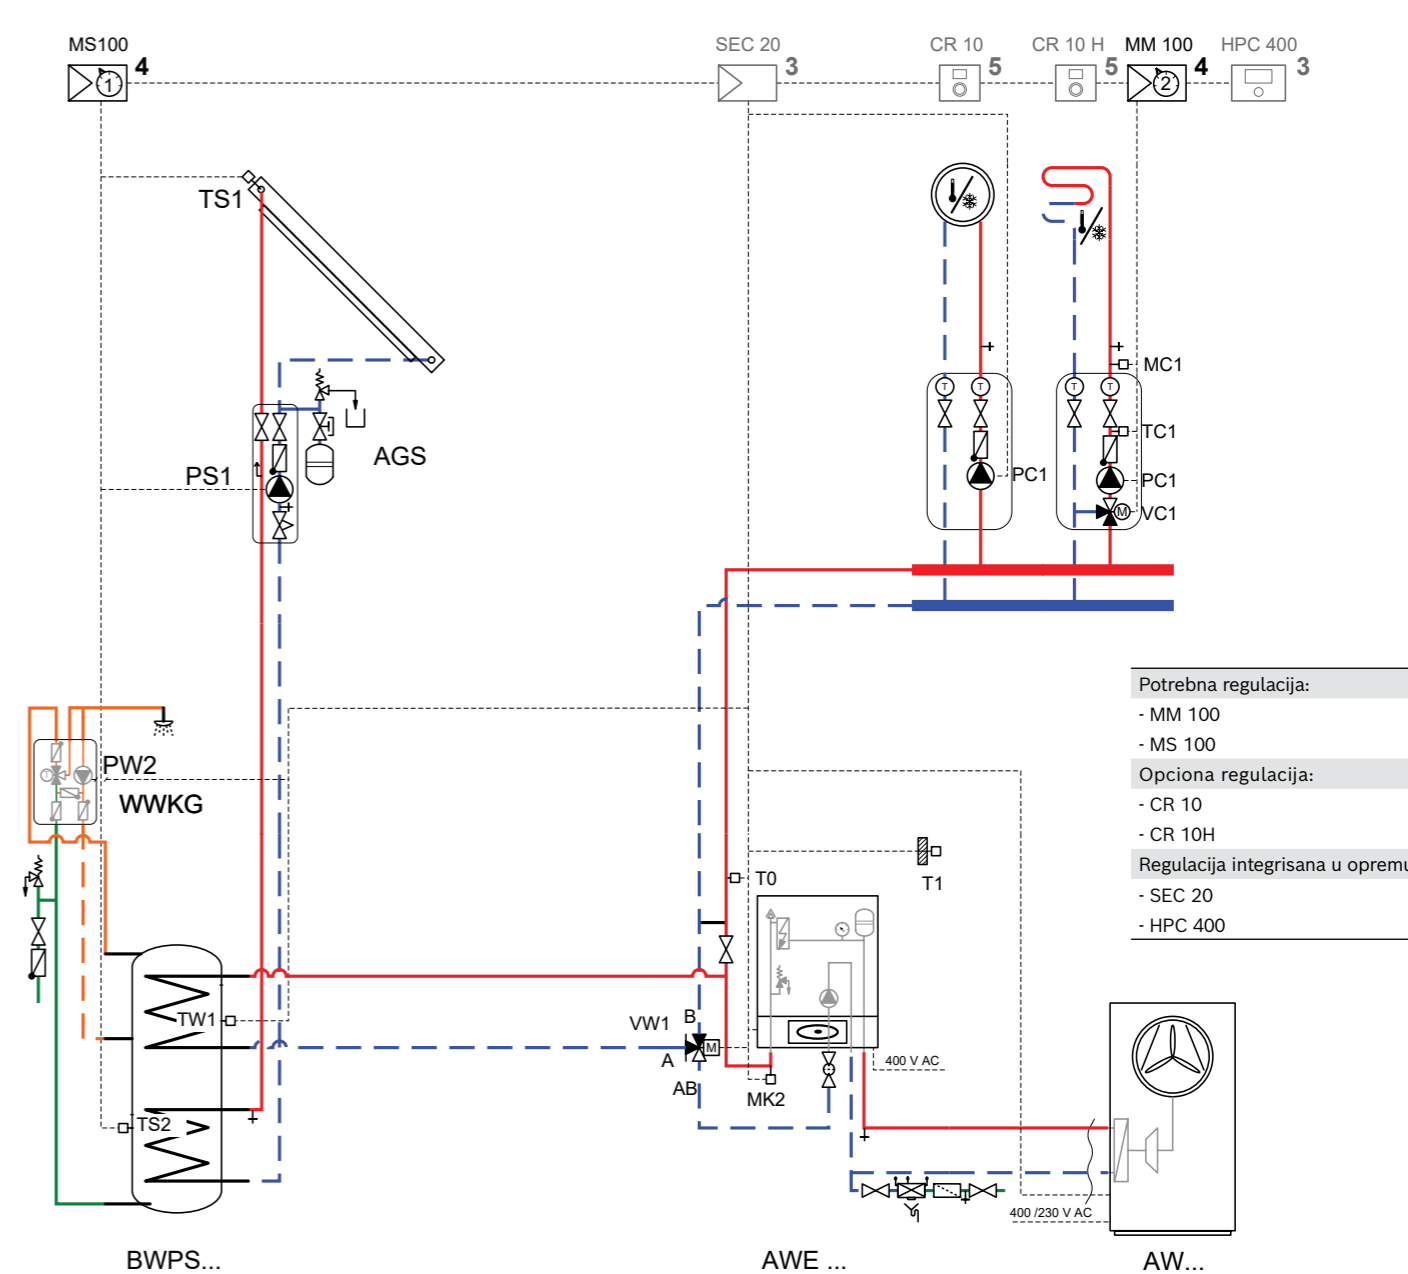 MS100
4
SEC 20
3
CR 10
5
CR 10 H
5
MM 100
4
HPC 400
3
1
2
TS1
MC1
T
T
T
T
TC1
AGS
PS1
PC1
PC1
M
VC1
Potrebna regulacija:
- MM 100
- MS 100
Opciona regulacija:
- CR 10
- CR 10H
Regulacija integrisana u opremu
- SEC 20
- HPC 400
PW2
T
WWKG
T0
T1
TW1
VW1
B
M
A
AB
MK2
400 V AC
TS2
400 /230 V AC
BWPS...
AWE ...
AW...